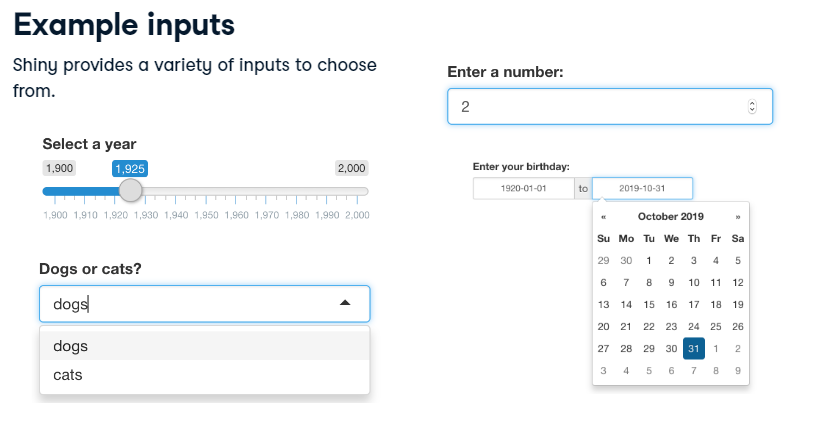 Example inputs
Shiny provides a variety of inputs to choose
from.
Select a year
1,900 1,925 2,000
1,900 1,910 1,920 1,930 1,940 1,950 1,960 1,970 1,980 1,990 2,000
Dogs or cats?
dogs
dogs
cats
Enter a number:
2
Enter your birthday:
1920-01-01 to 2019-10-31
« October 2019 »
Su Mo Tu We Th Fr Sa
29 30 1 2 3 4 5
6 7 8 9 10 11 12
13 14 15 16 17 18 19
20 21 22 23 24 25 26
27 28 29 30 31 1 2
3 4 5 6 7 8 9